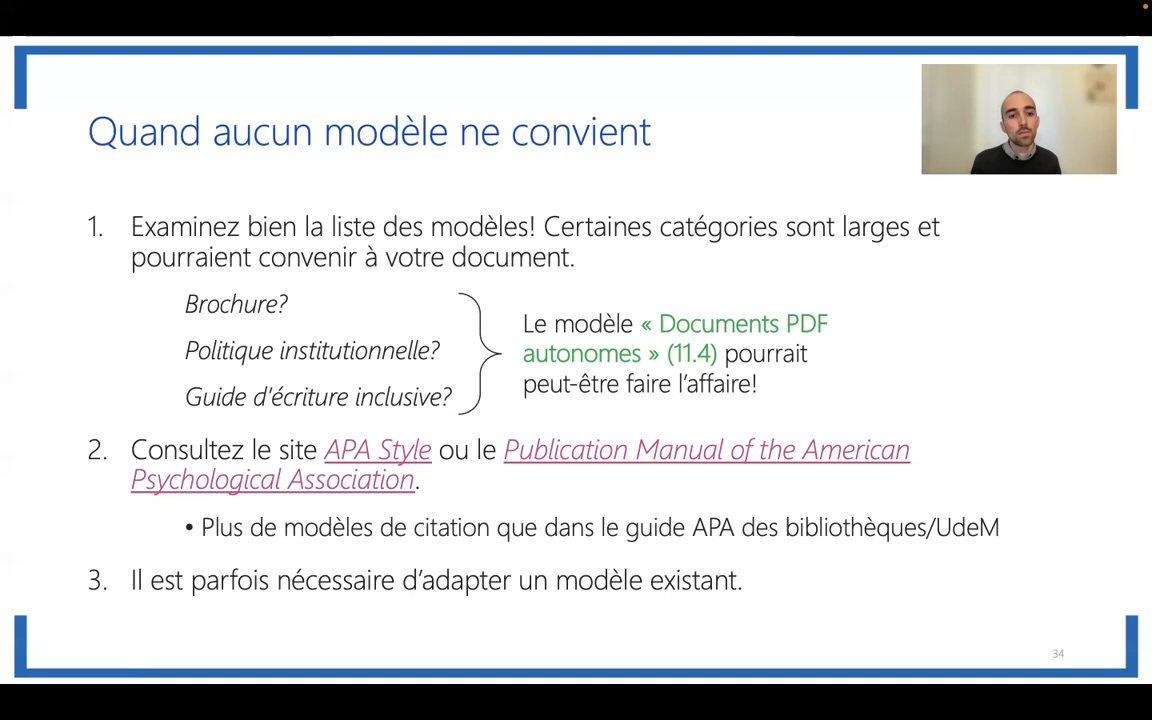 Quand aucun modèle ne convient
1. Examinez bien la liste des modèles! Certaines catégories sont larges et
pourraient convenir à votre document.
Brochure?
Politique institutionnelle?
Guide d'écriture inclusive?
Le modèle « Documents PDF
autonomes » (11.4) pourrait
peut-être faire l’affaire!
2. Consultez le site APA Style ou le Publication Manual of the American
Psychological Association.
• Plus de modèles de citation que dans le guide APA des bibliothèques/UdeM
3. Il est parfois nécessaire d’adapter un modèle existant.
34